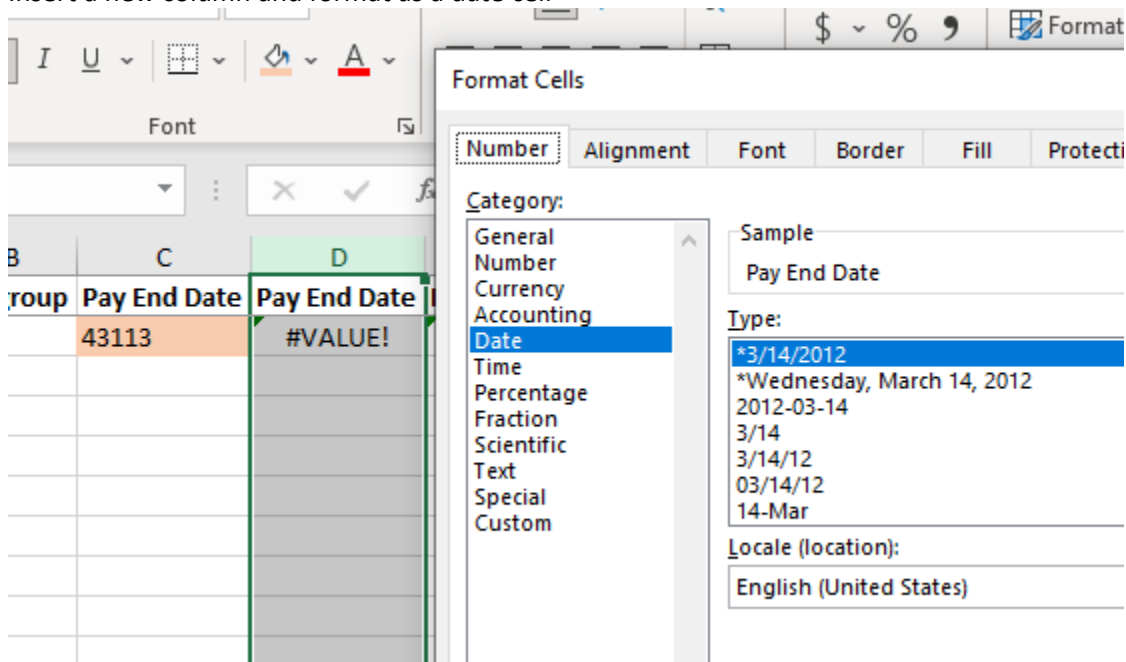 $ % , Format
I U A
Format Cells
Font
Number Alignment Font Border Fill Protecti
Category:
General
Number
Currency
Accounting
Date
Time
Percentage
Fraction
Scientific
Text
Special
Custom
Sample
Pay End Date
Type:
*3/14/2012
*Wednesday, March 14, 2012
2012-03-14
3/14
3/14/12
03/14/12
14-Mar
Locale (location):
English (United States)
B C D
roup Pay End Date Pay End Date
43113 #VALUE!